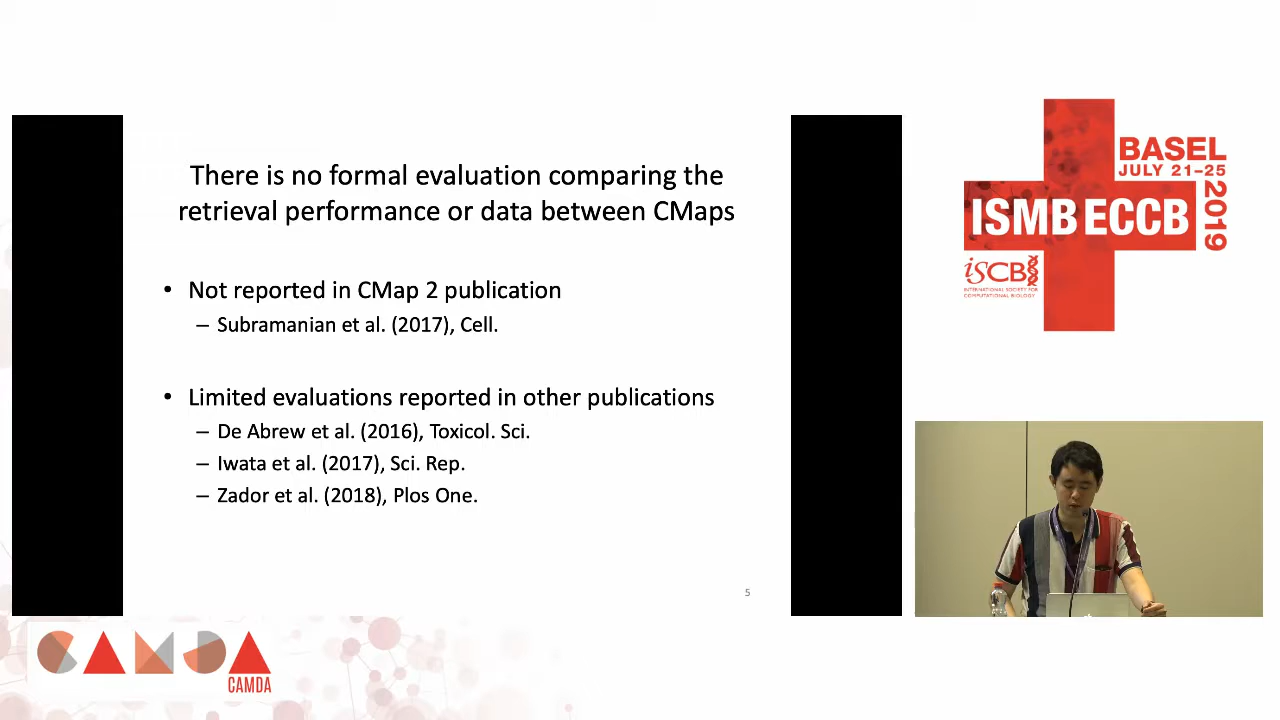 There is no formal evaluation comparing the
retrieval performance or data between CMaps
• Not reported in CMap 2 publication
– Subramanian et al. (2017), Cell.
• Limited evaluations reported in other publications
– De Abrew et al. (2016), Toxicol. Sci.
– Iwata et al. (2017), Sci. Rep.
– Zador et al. (2018), Plos One.
5
BASEL
JULY 21–25
2019
ISMB ECCB
iSCB
INTERNATIONAL SOCIETY FOR
COMPUTATIONAL BIOLOGY
CAMDA
CAMDA